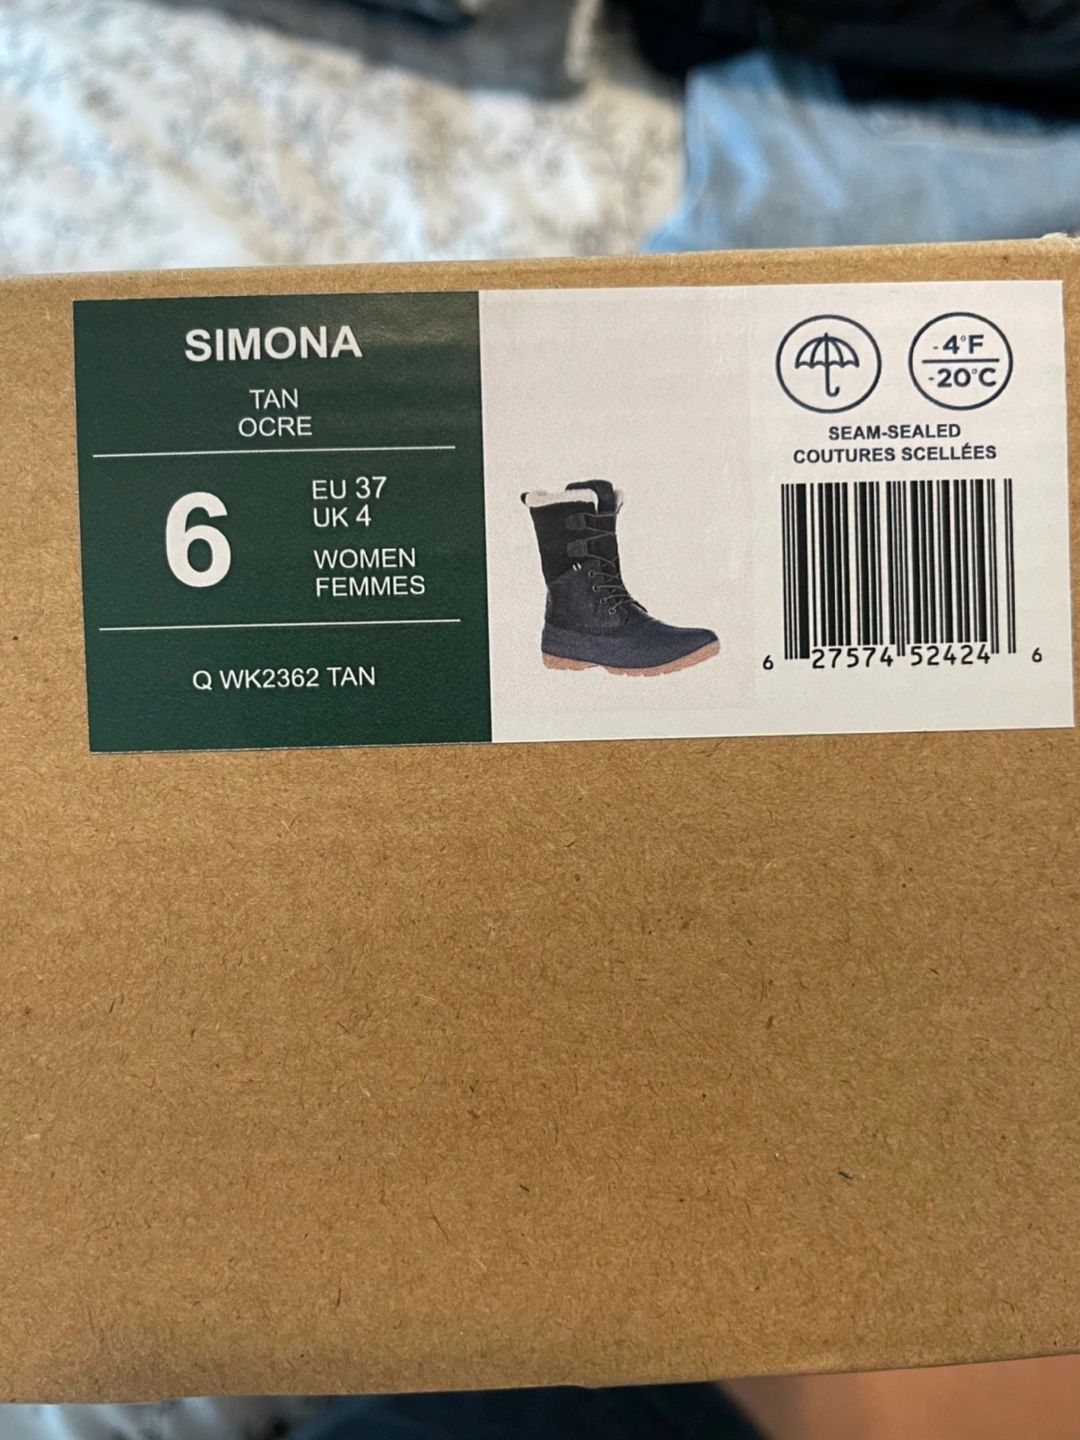 SIMONA
TAN
OCRE
6
EU 37
UK 4
WOMEN
FEMMES
Q WK2362 TAN
-4°F
-20°C
SEAM-SEALED
COUTURES SCELLÉES
6 27574 52424 6